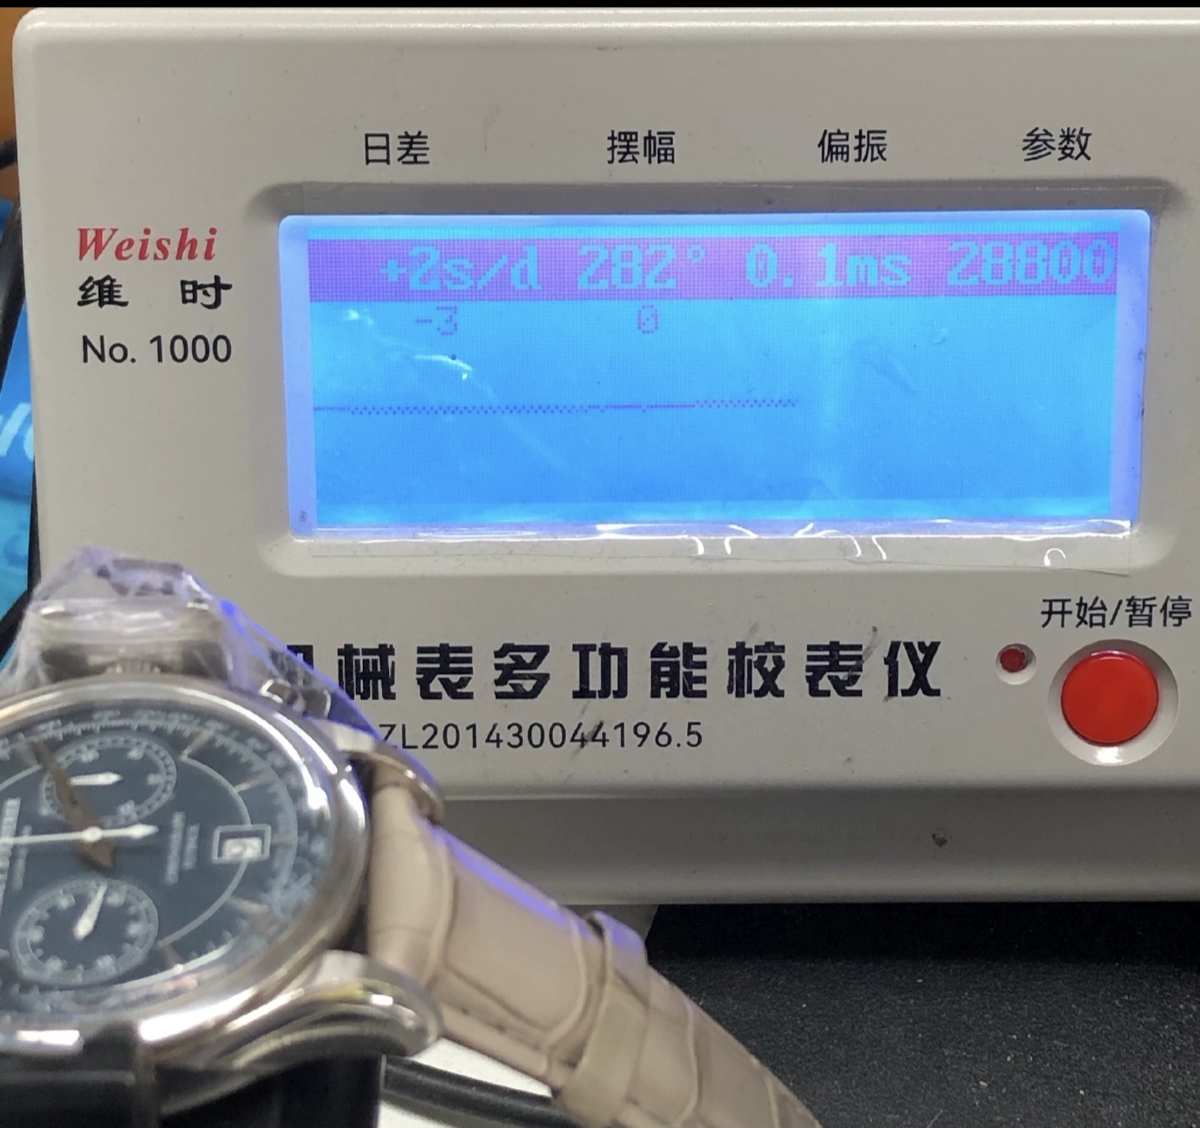 日差 摆幅 偏振 参数
Weishi
维时
No. 1000
+2s/d 282° 0.1ms 28800
-3 0
开始/暂停
械表多功能校表仪
ZL201430044196.5